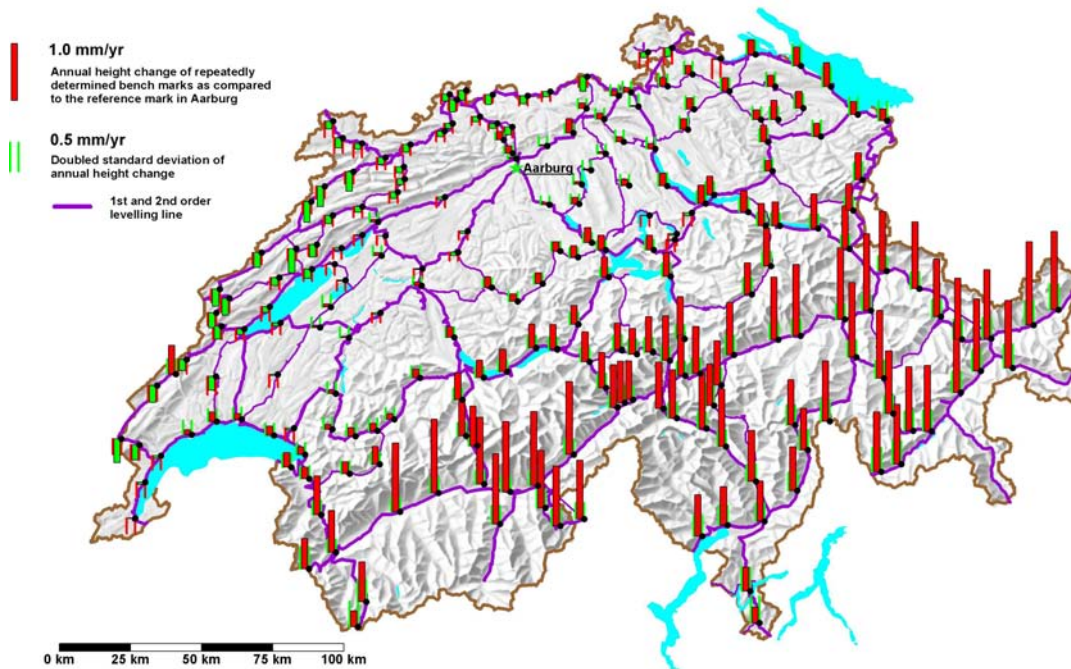 1.0 mm/yr
Annual height change of repeatedly
determined bench marks as compared
to the reference mark in Aarburg
0.5 mm/yr
Doubled standard deviation of
annual height change
1st and 2nd order
levelling line
Aarburg
0 km 25 km 50 km 75 km 100 km